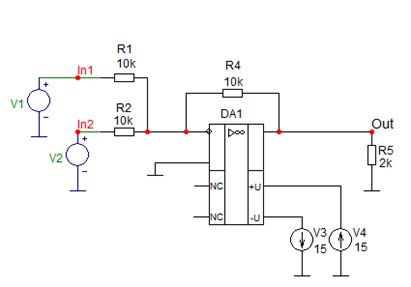 R1
10k
In1
V1
R2
10k
In2
V2
R4
10k
DA1
▷∞
Out
R5
2k
NC
+U
NC
-U
V3
15
V4
15